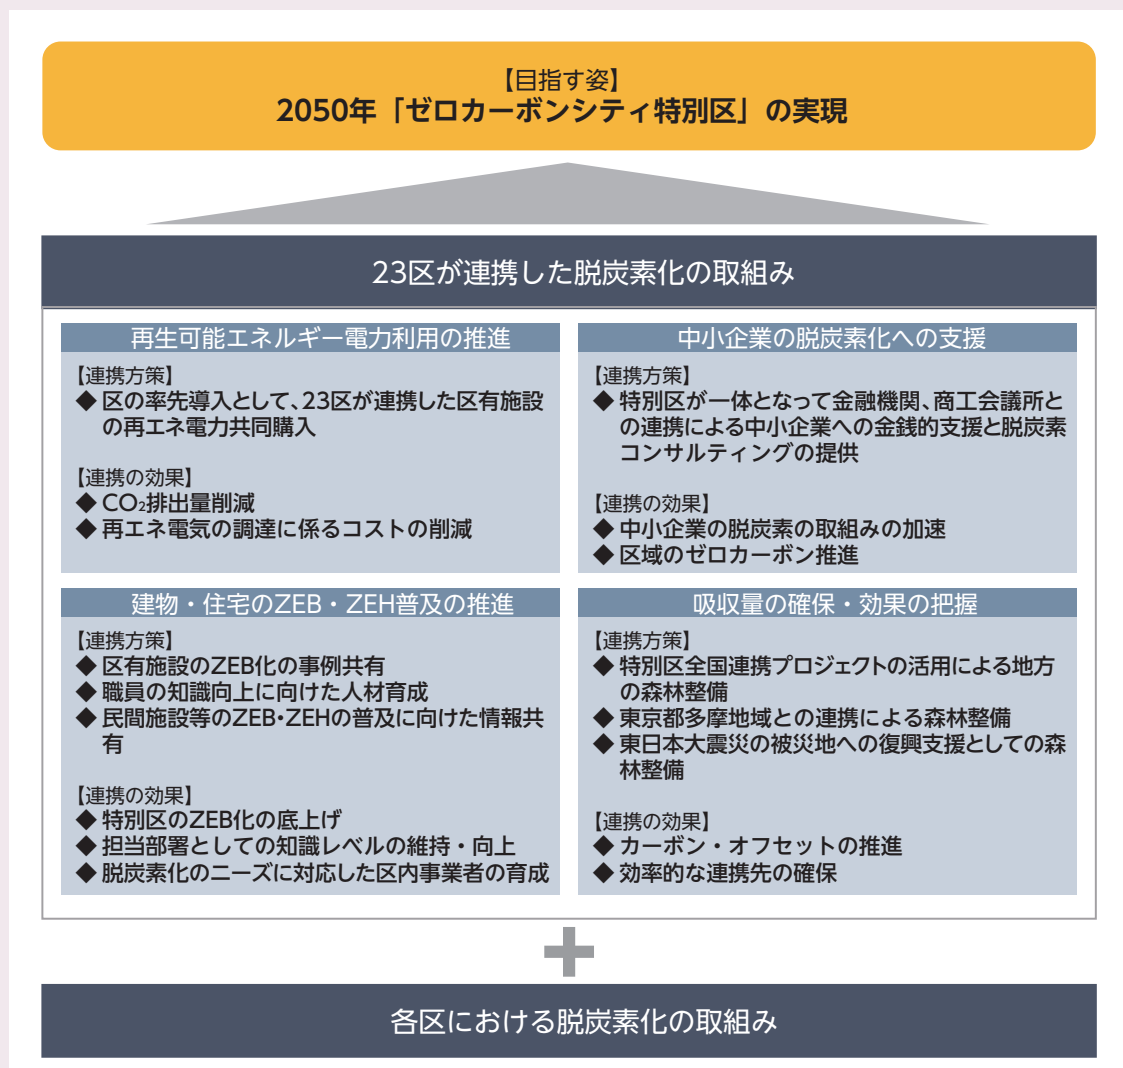 【目指す姿】
2050年「ゼロカーボンシティ特別区」の実現
23区が連携した脱炭素化の取組み
再生可能エネルギー電力利用の推進
【連携方策】
◆ 区の率先導入として、23区が連携した区有施設
の再エネ電力共同購入
【連携の効果】
◆ CO₂排出量削減
◆ 再エネ電気の調達に係るコストの削減
中小企業の脱炭素化への支援
【連携方策】
◆ 特別区が一体となって金融機関、商工会議所と
の連携による中小企業への金銭的支援と脱炭素
コンサルティングの提供
【連携の効果】
◆ 中小企業の脱炭素の取組みの加速
◆ 区域のゼロカーボン推進
建物・住宅のZEB・ZEH普及の推進
【連携方策】
◆ 区有施設のZEB化の事例共有
◆ 職員の知識向上に向けた人材育成
◆ 民間施設等のZEB・ZEHの普及に向けた情報共
有
【連携の効果】
◆ 特別区のZEB化の底上げ
◆ 担当部署としての知識レベルの維持・向上
◆ 脱炭素化のニーズに対応した区内事業者の育成
吸収量の確保・効果の把握
【連携方策】
◆ 特別区全国連携プロジェクトの活用による地方
の森林整備
◆ 東京都多摩地域との連携による森林整備
◆ 東日本大震災の被災地への復興支援としての森
林整備
【連携の効果】
◆ カーボン・オフセットの推進
◆ 効率的な連携先の確保
各区における脱炭素化の取組み